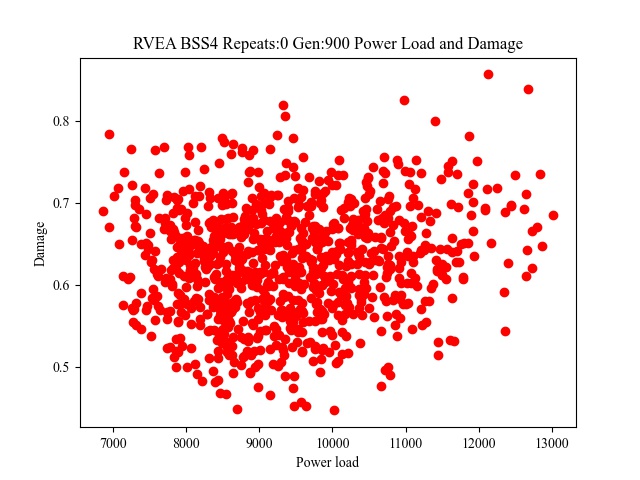 RVEA BSS4 Repeats:0 Gen:900 Power Load and Damage
0.8
0.7
0.6
0.5
Damage
7000 8000 9000 10000 11000 12000 13000
Power load